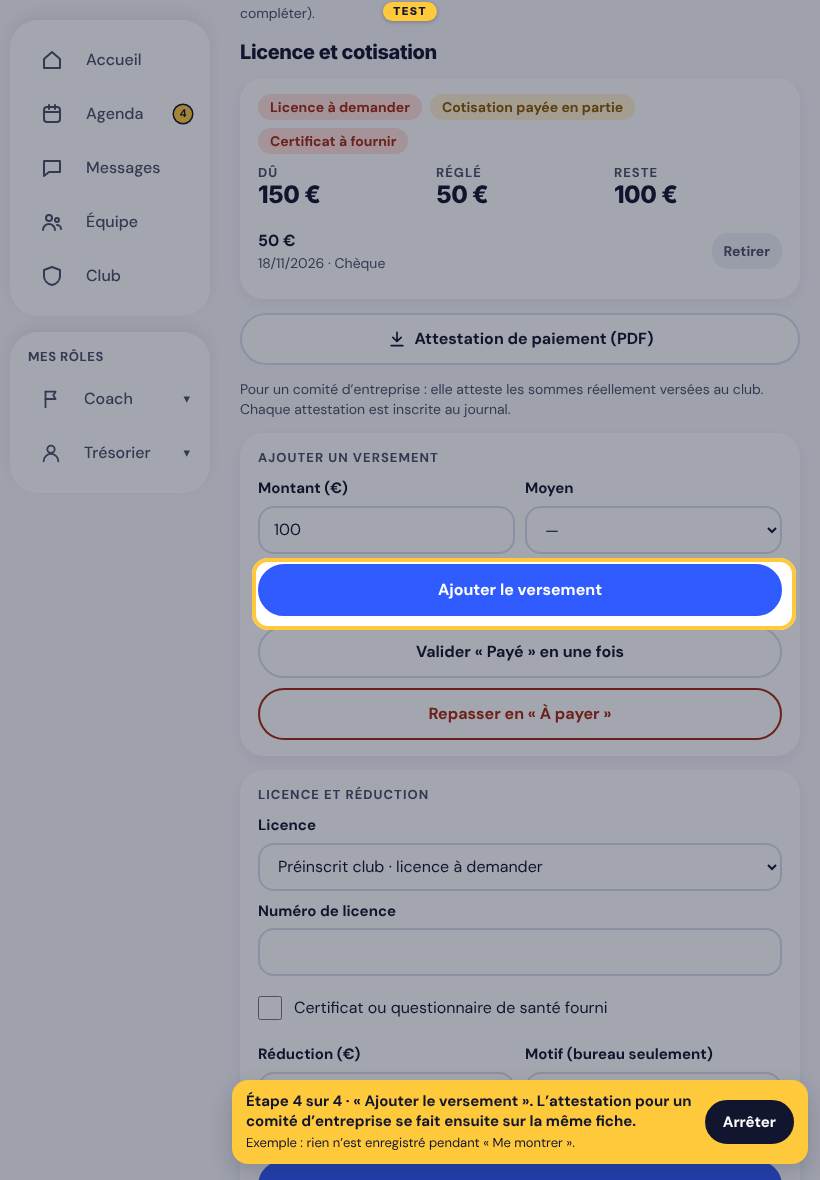 compléter).
TEST
Accueil
Agenda
4
Messages
Équipe
Club
MES RÔLES
Coach
Trésorier
Licence et cotisation
Licence à demander
Cotisation payée en partie
Certificat à fournir
DÛ
RÉGLÉ
RESTE
150 €
50 €
100 €
50 €
18/11/2026 · Chèque
Retirer
Attestation de paiement (PDF)
Pour un comité d’entreprise : elle atteste les sommes réellement versées au club.
Chaque attestation est inscrite au journal.
AJOUTER UN VERSEMENT
Montant (€)
Moyen
100
—
Ajouter le versement
Valider « Payé » en une fois
Repasser en « À payer »
LICENCE ET RÉDUCTION
Licence
Préinscrit club · licence à demander
Numéro de licence
Certificat ou questionnaire de santé fourni
Réduction (€)
Motif (bureau seulement)
Étape 4 sur 4 · « Ajouter le versement ». L’attestation pour un
comité d’entreprise se fait ensuite sur la même fiche.
Exemple : rien n’est enregistré pendant « Me montrer ».
Arrêter